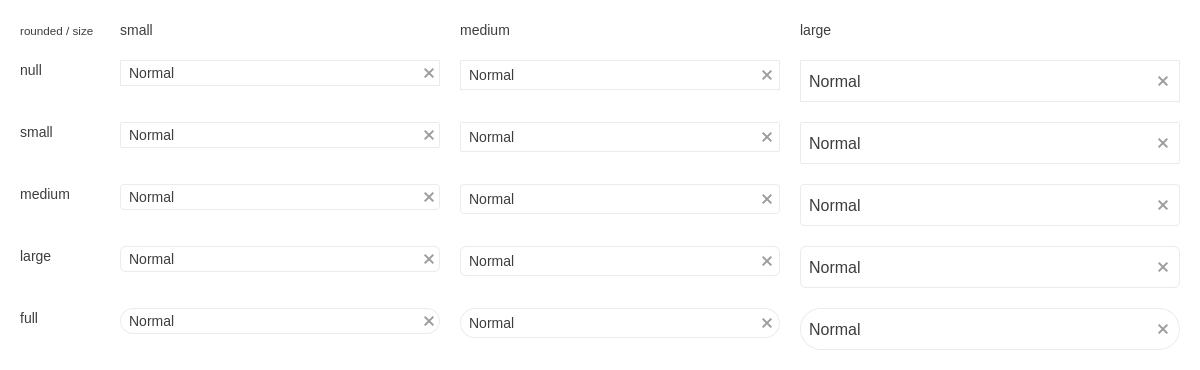 rounded / size small medium large
null Normal Normal Normal
small Normal Normal Normal
medium Normal Normal Normal
large Normal Normal Normal
full Normal Normal Normal